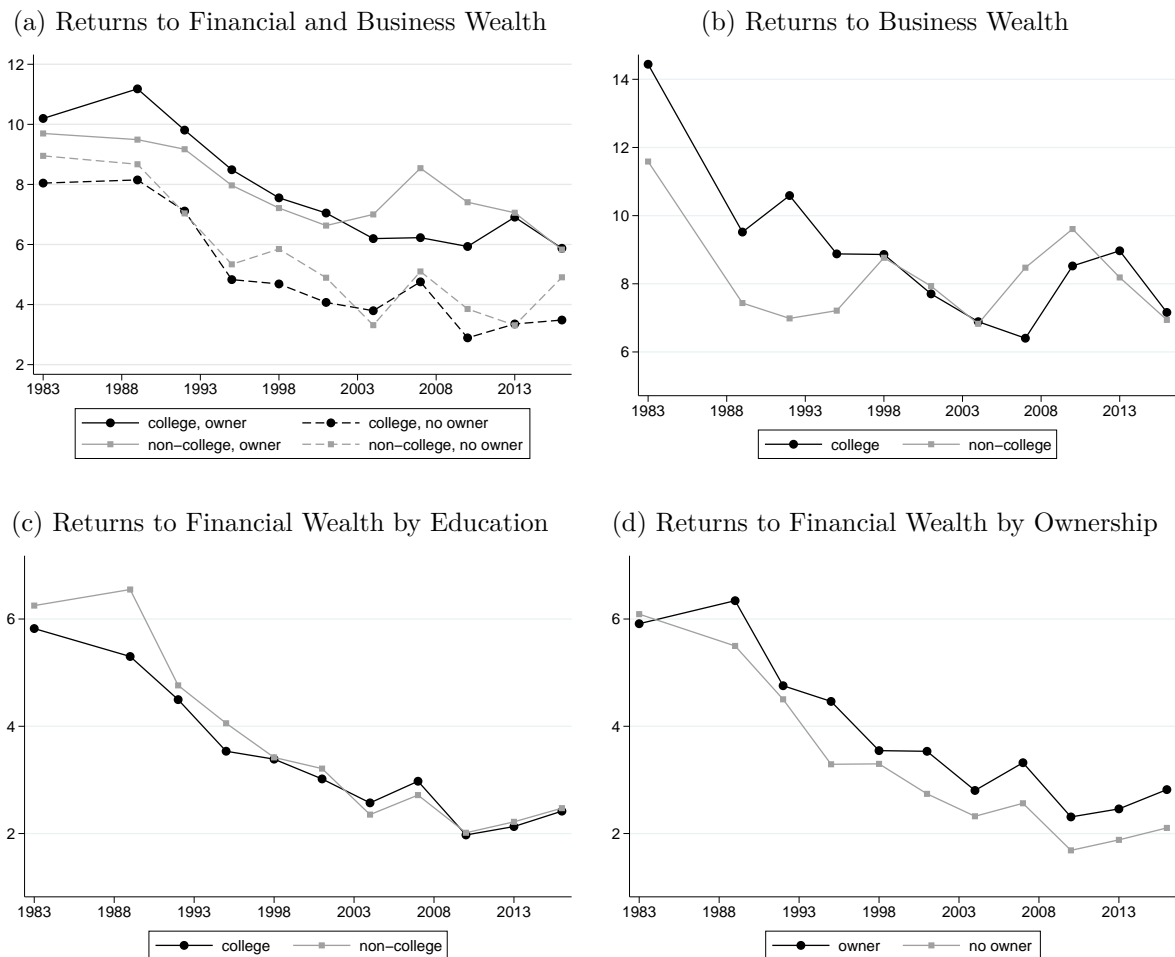 (a) Returns to Financial and Business Wealth
12
10
8
6
4
2
1983 1988 1993 1998 2003 2008 2013
college, owner college, no owner
non−college, owner non−college, no owner
(b) Returns to Business Wealth
14
12
10
8
6
1983 1988 1993 1998 2003 2008 2013
college non−college
(c) Returns to Financial Wealth by Education
6
4
2
1983 1988 1993 1998 2003 2008 2013
college non−college
(d) Returns to Financial Wealth by Ownership
6
4
2
1983 1988 1993 1998 2003 2008 2013
owner no owner